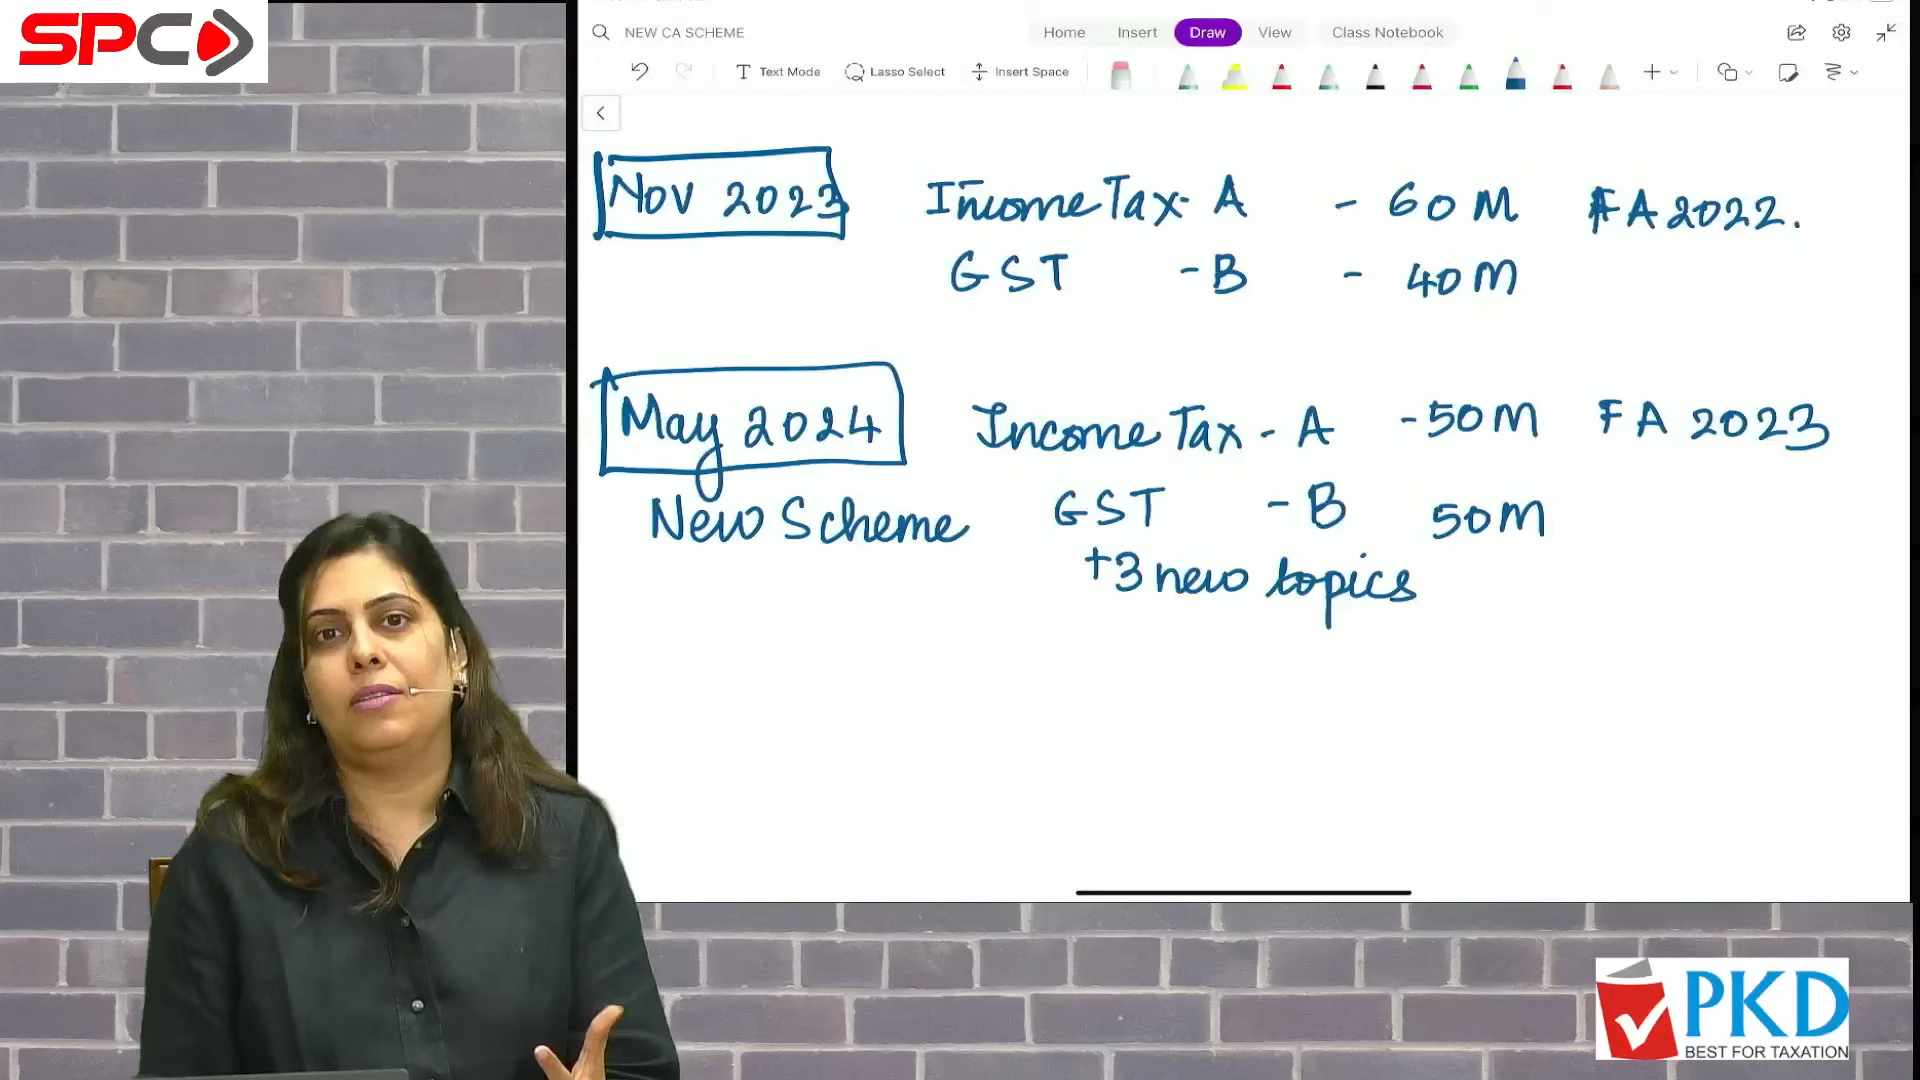 SPC
NEW CA SCHEME
Home Insert Draw View Class Notebook
Text Mode Lasso Select Insert Space
Nov 2023 Income Tax - A - 60 M FA 2022.
GST - B - 40 M
May 2024 Income Tax - A - 50 M FA 2023
New Scheme GST - B 50 M
+3 new topics
PKD
BEST FOR TAXATION